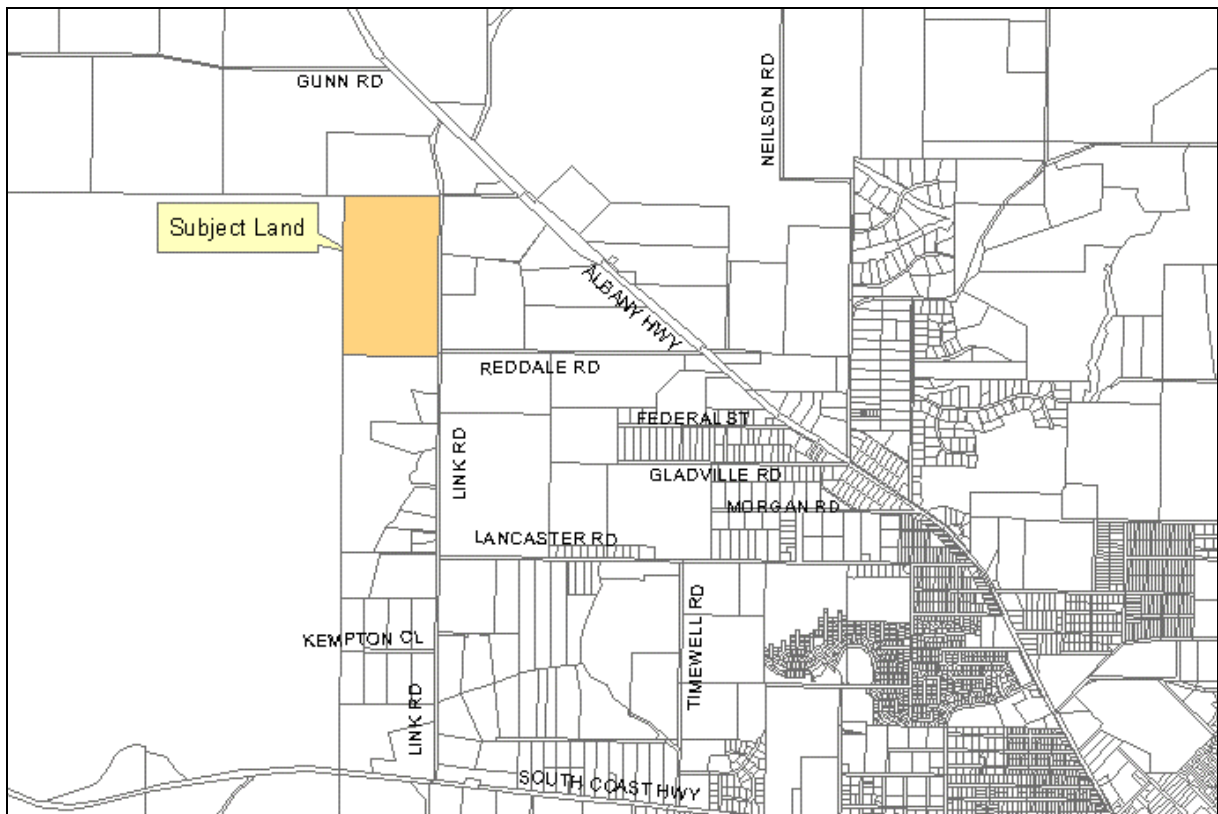 GUNN RD
NEILSON RD
Subject Land
ALBANY HWY
REDDALE RD
FEDERAL ST
LINK RD
GLADVILLE RD
MORGAN RD
LANCASTER RD
TIMEWELL RD
KEMPTON CL
LINK RD
SOUTH COAST HWY